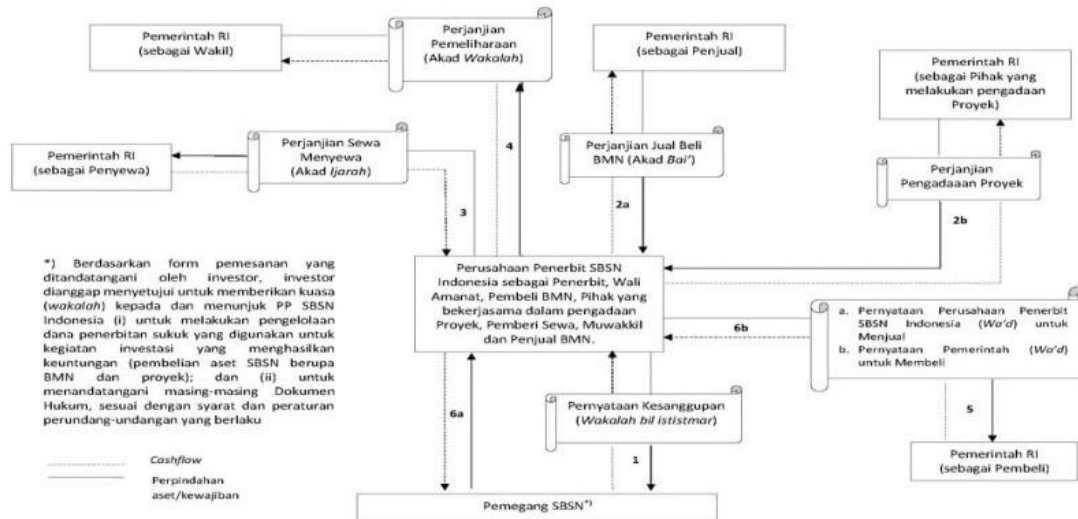 Pemerintah RI
(sebagai Wakil)
Perjanjian
Pemeliharaan
(Akad Wakalah)
Pemerintah RI
(sebagai Penjual)
Pemerintah RI
(sebagai Pihak yang
melakukan pengadaan
Proyek)
Pemerintah RI
(sebagai Penyewa)
Perjanjian Sewa
Menyewa
(Akad Ijarah)
4
Perjanjian Jual Beli
BMN (Akad Bai')
Perjanjian
Pengadaaan Proyek
3
2a
2b
*) Berdasarkan form pemesanan yang
ditandatangani oleh investor, investor
dianggap menyetujui untuk memberikan kuasa
(wakalah) kepada dan menunjuk PP SBSN
Indonesia (i) untuk melakukan pengelolaan
dana penerbitan sukuk yang digunakan untuk
kegiatan investasi yang menghasilkan
keuntungan (pembelian aset SBSN berupa
BMN dan proyek); dan (ii) untuk
menandatangani masing-masing Dokumen
Hukum, sesuai dengan syarat dan peraturan
perundang-undangan yang berlaku
Perusahaan Penerbit SBSN
Indonesia sebagai Penerbit, Wali
Amanat, Pembeli BMN, Pihak yang
bekerjasama dalam pengadaan
Proyek, Pemberi Sewa, Muwakkil
dan Penjual BMN.
6b
a. Pernyataan Perusahaan Penerbit
SBSN Indonesia (Wa'd) untuk
Menjual
b. Pernyataan Pemerintah (Wa'd)
untuk Membeli
6a
Pernyataan Kesanggupan
(Wakalah bil ististmar)
5
1
Pemerintah RI
(sebagai Pembeli)
Cashflow
Perpindahan
aset/kewajiban
Pemegang SBSN*)